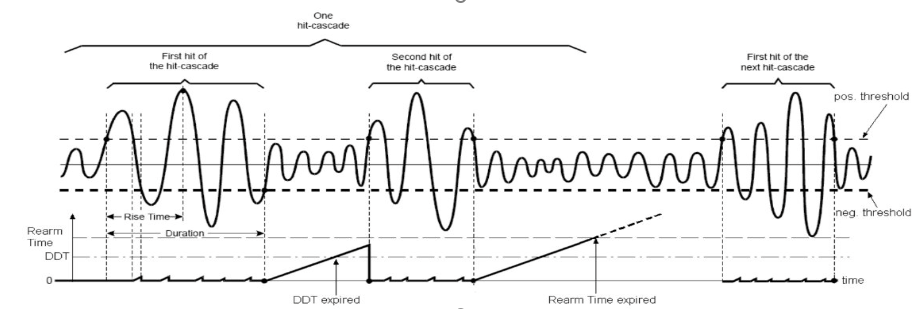 One
hit-cascade
First hit of
the hit-cascade
Second hit of
the hit-cascade
First hit of the
next hit-cascade
pos. threshold
neg. threshold
Rise Time
Duration
Rearm
Time
DDT
0
time
DDT expired
Rearm Time expired